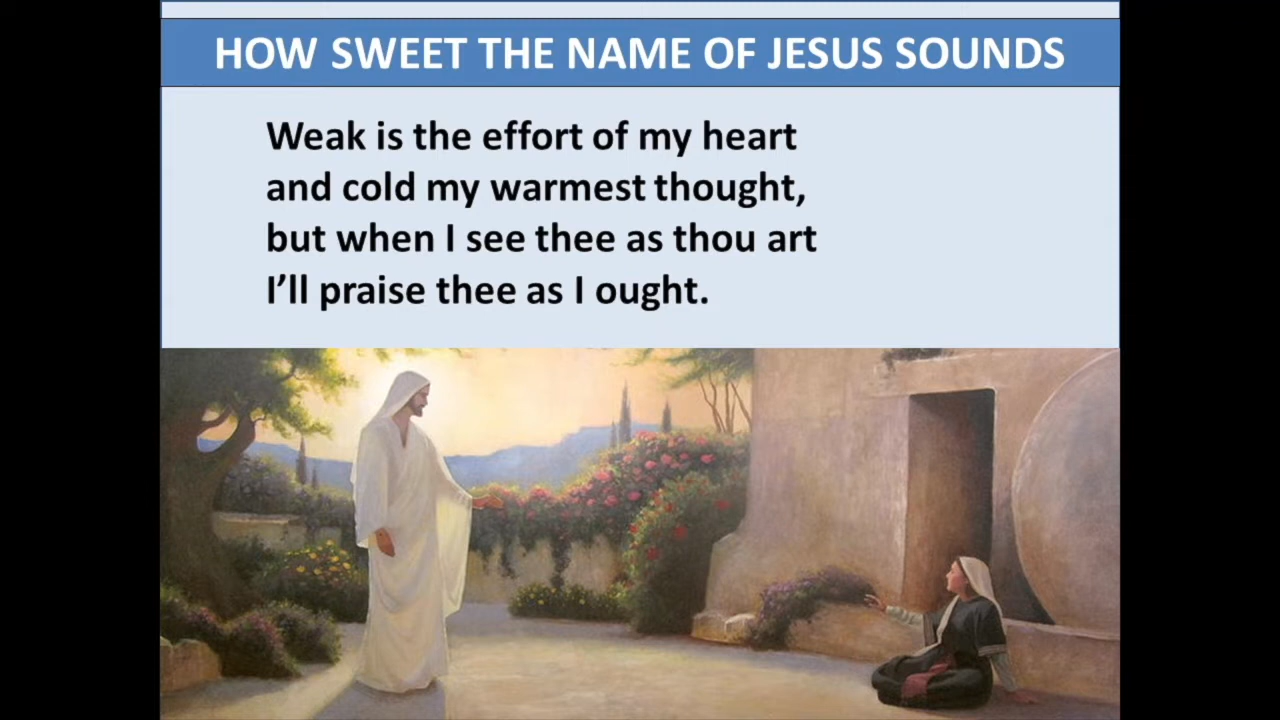 HOW SWEET THE NAME OF JESUS SOUNDS
Weak is the effort of my heart
and cold my warmest thought,
but when I see thee as thou art
I’ll praise thee as I ought.